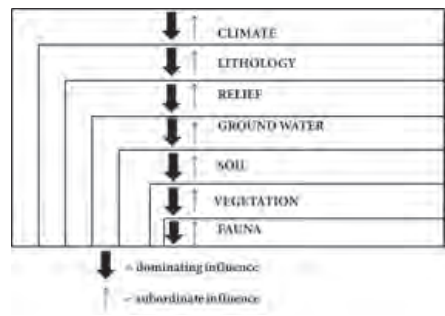 CLIMATE
LITHOLOGY
RELIEF
GROUND WATER
SOIL
VEGETATION
FAUNA
= dominating influence
= subordinate influence